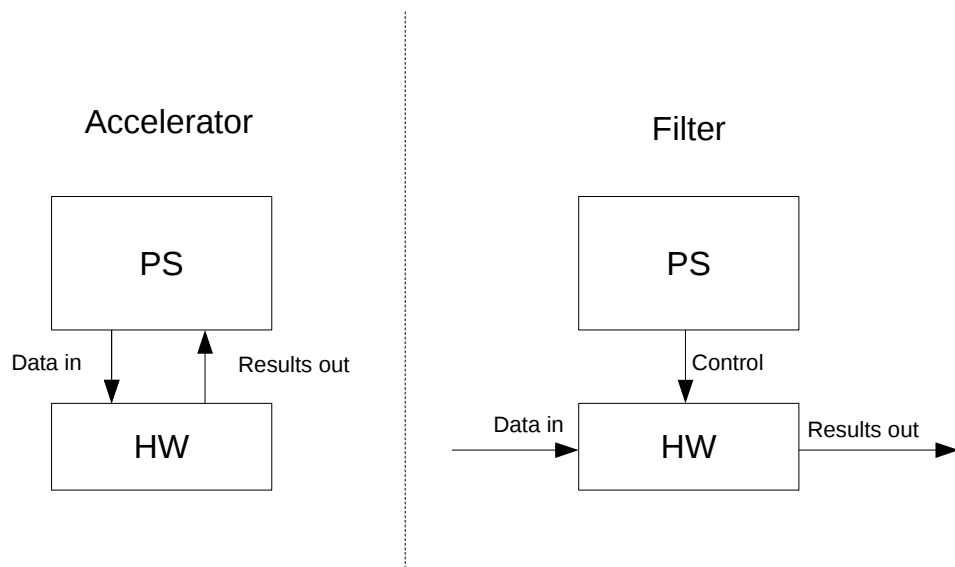 Accelerator
PS
Data in
Results out
HW
Filter
PS
Control
Data in
HW
Results out